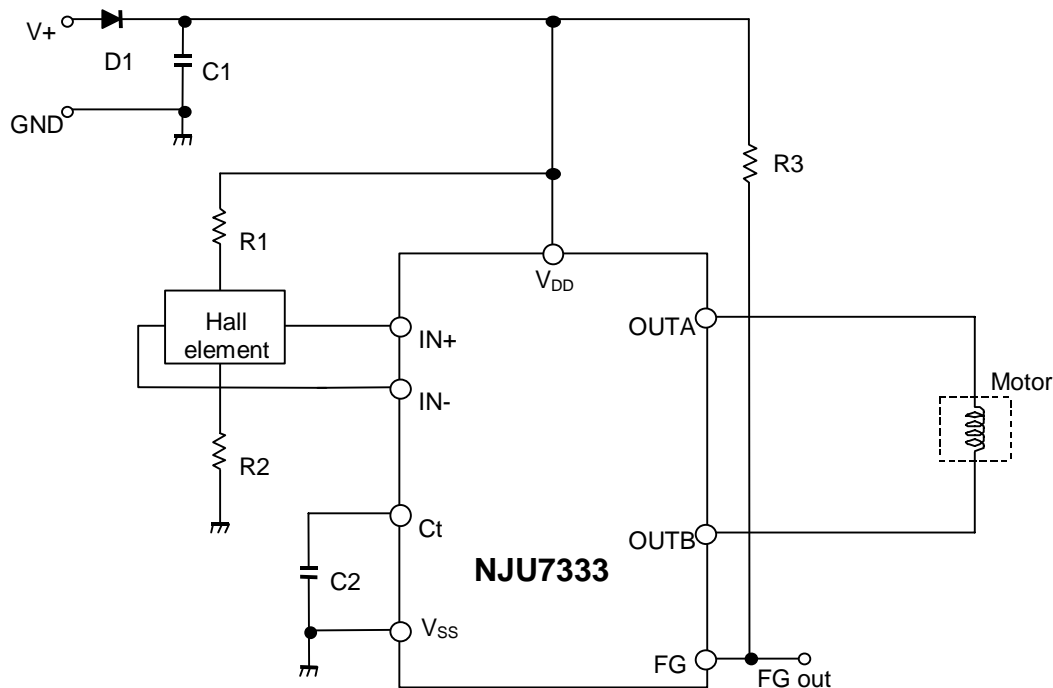 V+
D1
C1
GND
R3
R1
VDD
Hall
element
IN+
OUTA
IN-
Motor
R2
Ct
OUTB
NJU7333
C2
VSS
FG
FG out